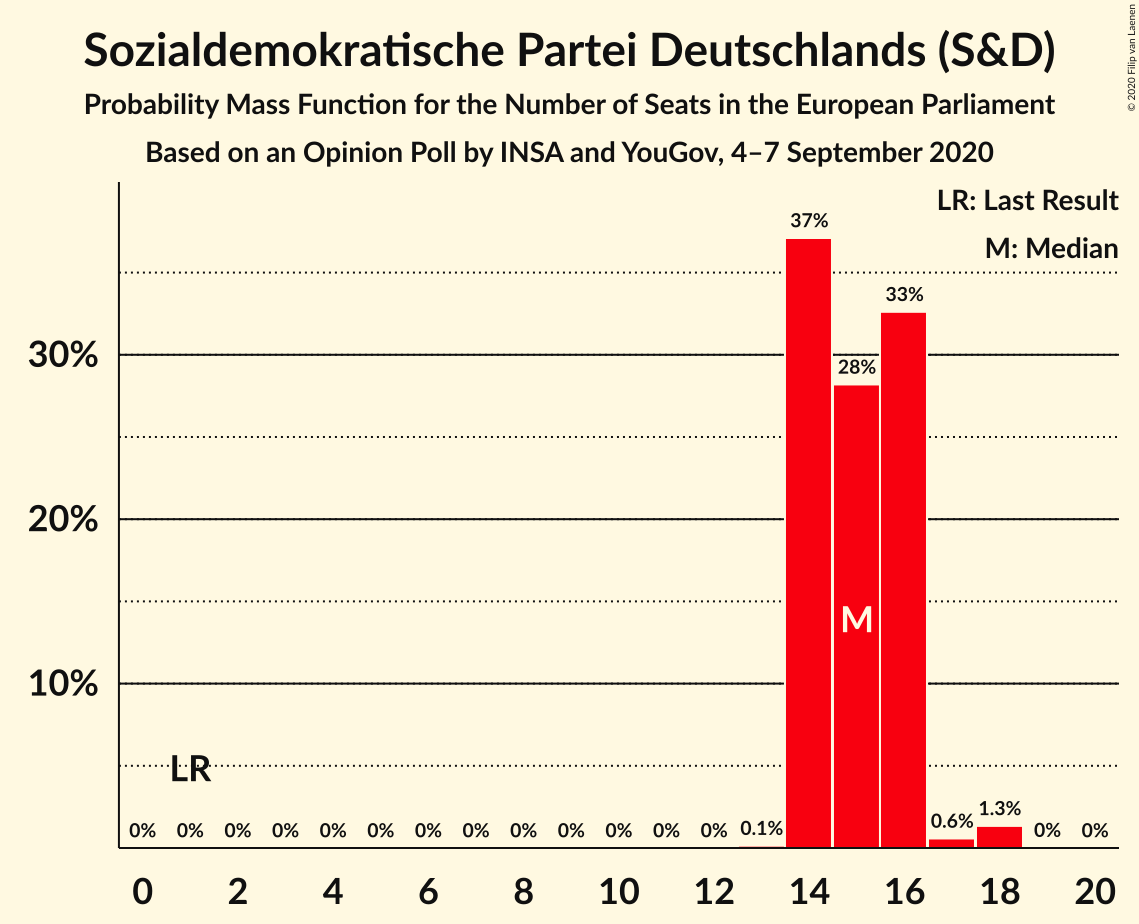 Sozialdemokratische Partei Deutschlands (S&D)
Probability Mass Function for the Number of Seats in the European Parliament
Based on an Opinion Poll by INSA and YouGov, 4–7 September 2020
© 2020 Filip van Laenen
LR: Last Result
M: Median
37%
33%
30%
28%
20%
M
10%
LR
0% 0% 0% 0% 0% 0% 0% 0% 0% 0% 0% 0% 0% 0.1% 0.6% 1.3% 0% 0%
0 2 4 6 8 10 12 14 16 18 20